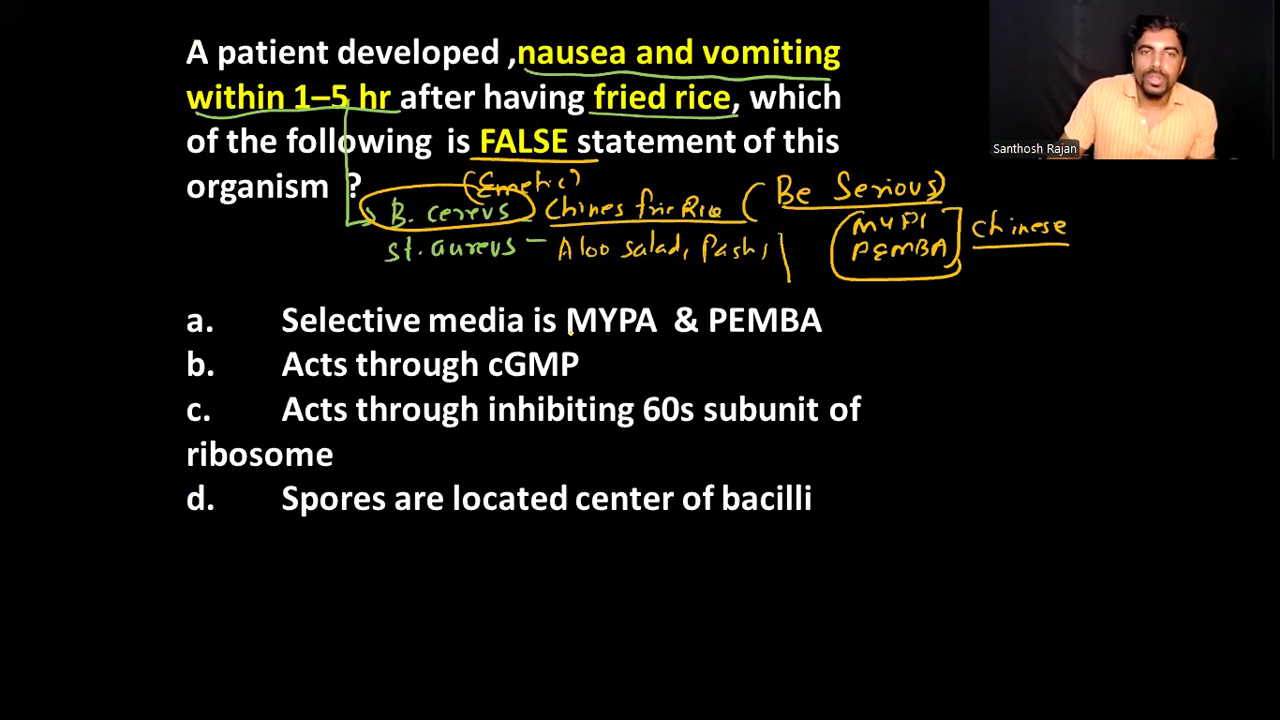 A patient developed ,nausea and vomiting
within 1–5 hr after having fried rice, which
of the following is FALSE statement of this
organism ?
(Emetic)
B. cereus Chines frie Rice (Be Serious)
St. aureus – Aloo salad, Pash,
MYPI
PEMBA
Chinese
a. Selective media is MYPA & PEMBA
b. Acts through cGMP
c. Acts through inhibiting 60s subunit of
ribosome
d. Spores are located center of bacilli
Santhosh Rajan